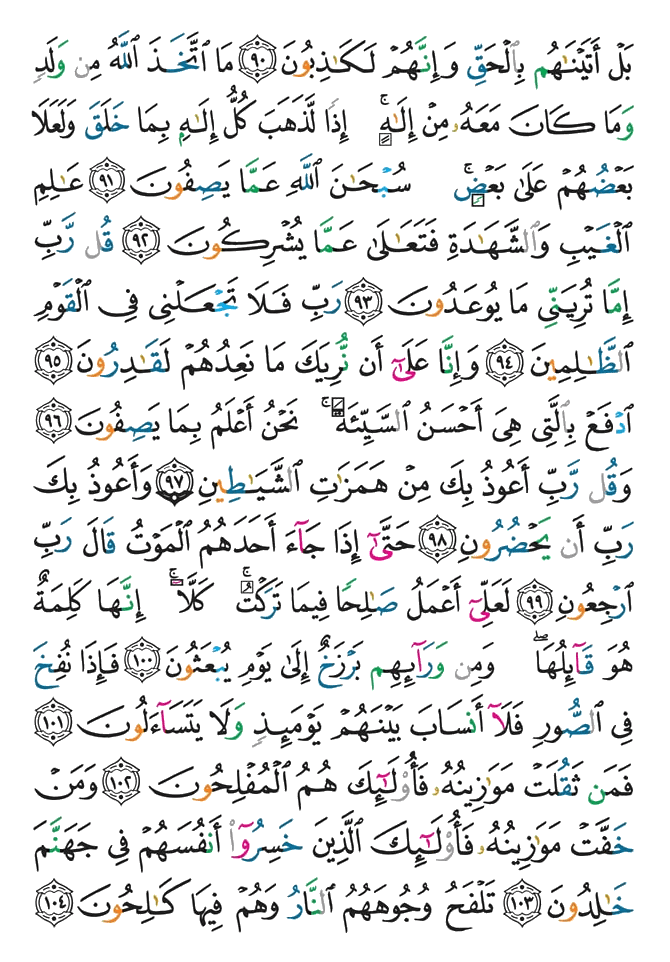 بَلْ أَتَيْنَٰهُم بِٱلْحَقِّ وَإِنَّهُمْ لَكَٰذِبُونَ ٩٠ مَا ٱتَّخَذَ ٱللَّهُ مِن وَلَدٍ
وَمَا كَانَ مَعَهُۥ مِنْ إِلَٰهٍۚ إِذًا لَّذَهَبَ كُلُّ إِلَٰهٍۭ بِمَا خَلَقَ وَلَعَلَا
بَعْضُهُمْ عَلَىٰ بَعْضٍۚ سُبْحَٰنَ ٱللَّهِ عَمَّا يَصِفُونَ ٩١ عَٰلِمِ
ٱلْغَيْبِ وَٱلشَّهَٰدَةِ فَتَعَٰلَىٰ عَمَّا يُشْرِكُونَ ٩٢ قُل رَّبِّ
إِمَّا تُرِيَنِّى مَا يُوعَدُونَ ٩٣ رَبِّ فَلَا تَجْعَلْنِى فِى ٱلْقَوْمِ
ٱلظَّٰلِمِينَ ٩٤ وَإِنَّا عَلَىٰٓ أَن نُّرِيَكَ مَا نَعِدُهُمْ لَقَٰدِرُونَ ٩٥
ٱدْفَعْ بِٱلَّتِى هِىَ أَحْسَنُ ٱلسَّيِّئَةَۚ نَحْنُ أَعْلَمُ بِمَا يَصِفُونَ ٩٦
وَقُل رَّبِّ أَعُوذُ بِكَ مِنْ هَمَزَٰتِ ٱلشَّيَٰطِينِ ٩٧ وَأَعُوذُ بِكَ
رَبِّ أَن يَحْضُرُونِ ٩٨ حَتَّىٰٓ إِذَا جَآءَ أَحَدَهُمُ ٱلْمَوْتُ قَالَ رَبِّ
ٱرْجِعُونِ ٩٩ لَعَلِّىٓ أَعْمَلُ صَٰلِحًا فِيمَا تَرَكْتُۚ كَلَّآۚ إِنَّهَا كَلِمَةٌ
هُوَ قَآئِلُهَاۖ وَمِن وَرَآئِهِم بَرْزَخٌ إِلَىٰ يَوْمِ يُبْعَثُونَ ١٠٠ فَإِذَا نُفِخَ
فِى ٱلصُّورِ فَلَآ أَنسَابَ بَيْنَهُمْ يَوْمَئِذٍ وَلَا يَتَسَآءَلُونَ ١٠١
فَمَن ثَقُلَتْ مَوَٰزِينُهُۥ فَأُو۟لَٰٓئِكَ هُمُ ٱلْمُفْلِحُونَ ١٠٢ وَمَنْ
خَفَّتْ مَوَٰزِينُهُۥ فَأُو۟لَٰٓئِكَ ٱلَّذِينَ خَسِرُوٓا۟ أَنفُسَهُمْ فِى جَهَنَّمَ
خَٰلِدُونَ ١٠٣ تَلْفَحُ وُجُوهَهُمُ ٱلنَّارُ وَهُمْ فِيهَا كَٰلِحُونَ ١٠٤